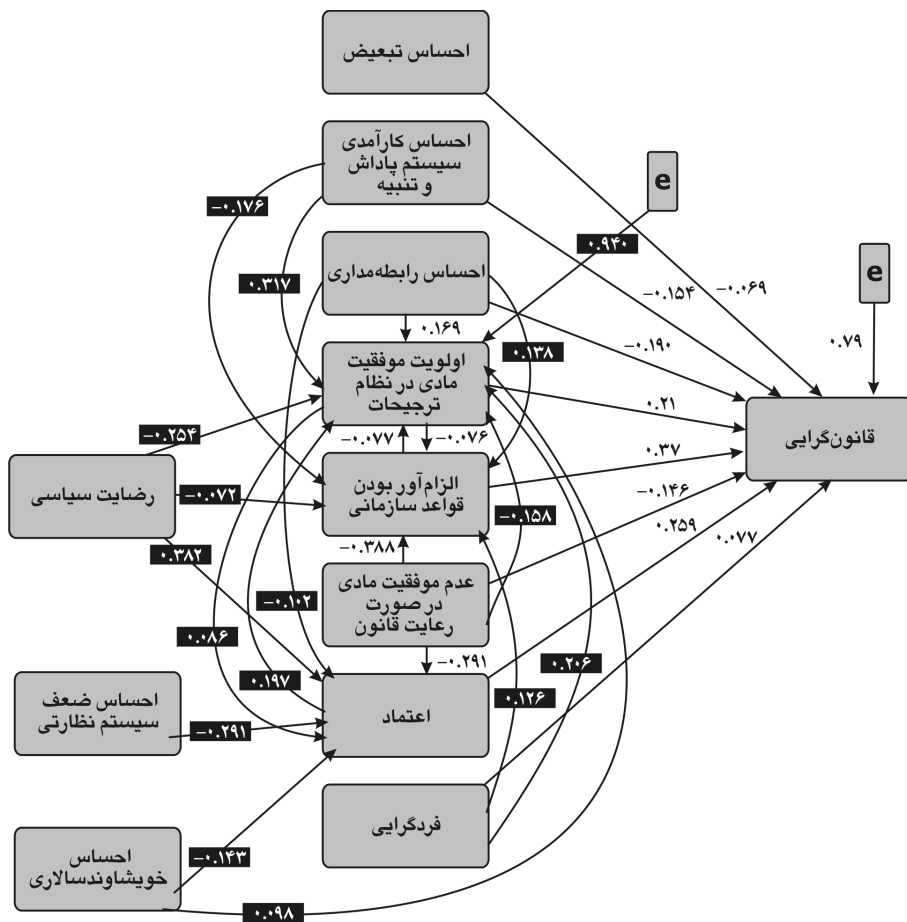 احساس تبعیض
احساس کارآمدی
سیستم پاداش
و تنبیه
e
−۰.۱۷۶
۰.۹۴۰
احساس رابطه‌مداری
e
۰.۳۱۷
−۰.۱۵۴
−۰.۰۶۹
۰.۱۶۹
۰.۱۳۸
−۰.۱۹۰
۰.۷۹
اولویت موفقیت
مادی در نظام
ترجیحات
۰.۲۱
−۰.۲۵۴
−۰.۰۷۷
−۰.۰۷۶
قانون‌گرایی
رضایت سیاسی
−۰.۰۷۲
الزام‌آور بودن
قواعد سازمانی
۰.۳۷
−۰.۱۴۶
−۰.۱۵۸
۰.۲۵۹
۰.۰۷۷
۰.۳۸۲
−۰.۳۸۸
عدم موفقیت مادی
در صورت
رعایت قانون
−۰.۱۰۲
۰.۰۸۶
−۰.۲۹۱
۰.۲۰۶
۰.۱۹۷
۰.۱۲۶
احساس ضعف
سیستم نظارتی
−۰.۲۹۱
اعتماد
فردگرایی
احساس
خویشاوندسالاری
−۰.۱۴۳
۰.۰۹۸